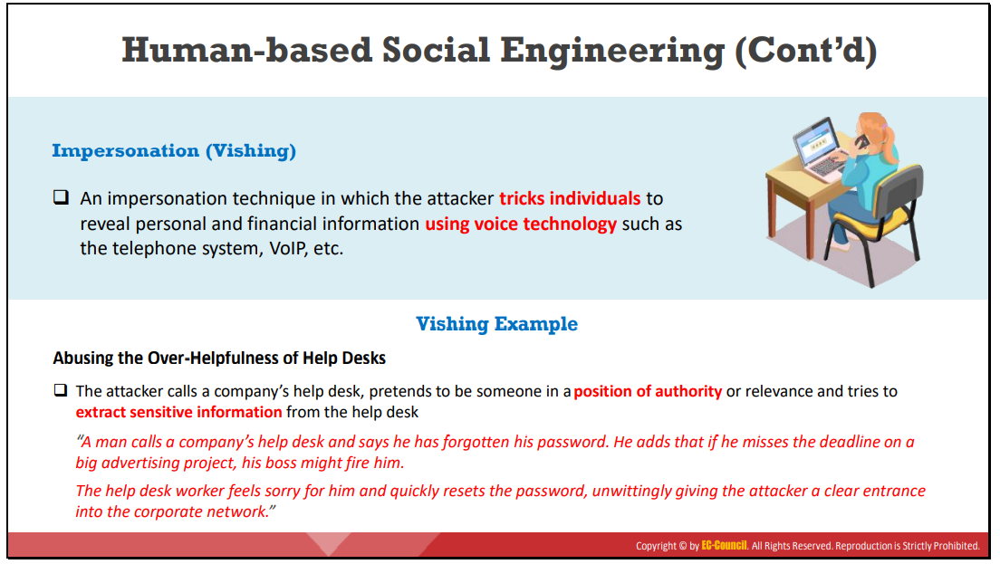 Human-based Social Engineering (Cont’d)
Impersonation (Vishing)
❑ An impersonation technique in which the attacker tricks individuals to
reveal personal and financial information using voice technology such as
the telephone system, VoIP, etc.
Vishing Example
Abusing the Over-Helpfulness of Help Desks
❑ The attacker calls a company’s help desk, pretends to be someone in a position of authority or relevance and tries to
extract sensitive information from the help desk
“A man calls a company’s help desk and says he has forgotten his password. He adds that if he misses the deadline on a
big advertising project, his boss might fire him.
The help desk worker feels sorry for him and quickly resets the password, unwittingly giving the attacker a clear entrance
into the corporate network.”
Copyright © by EC-Council. All Rights Reserved. Reproduction is Strictly Prohibited.